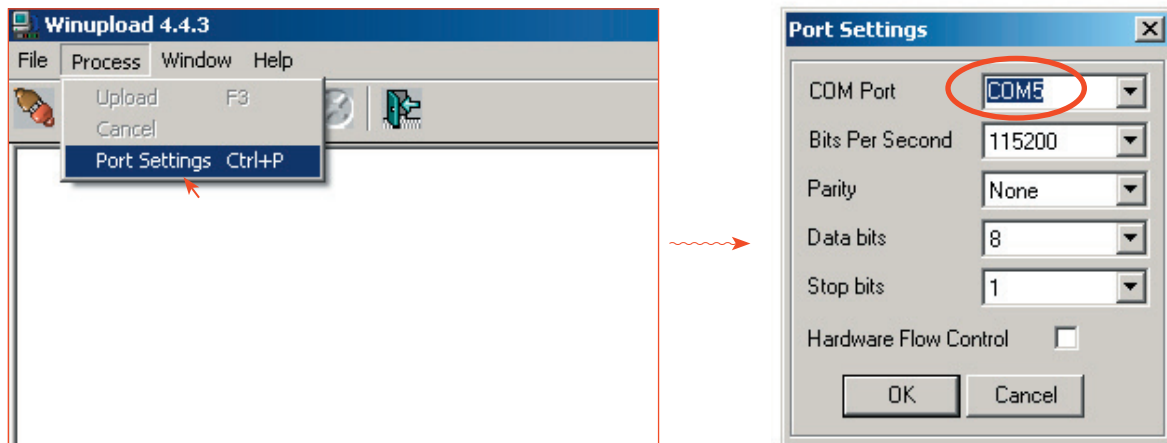 Winupload 4.4.3
File Process Window Help
Upload F3
Cancel
Port Settings Ctrl+P
Port Settings
COM Port COM5
Bits Per Second 115200
Parity None
Data bits 8
Stop bits 1
Hardware Flow Control
OK Cancel